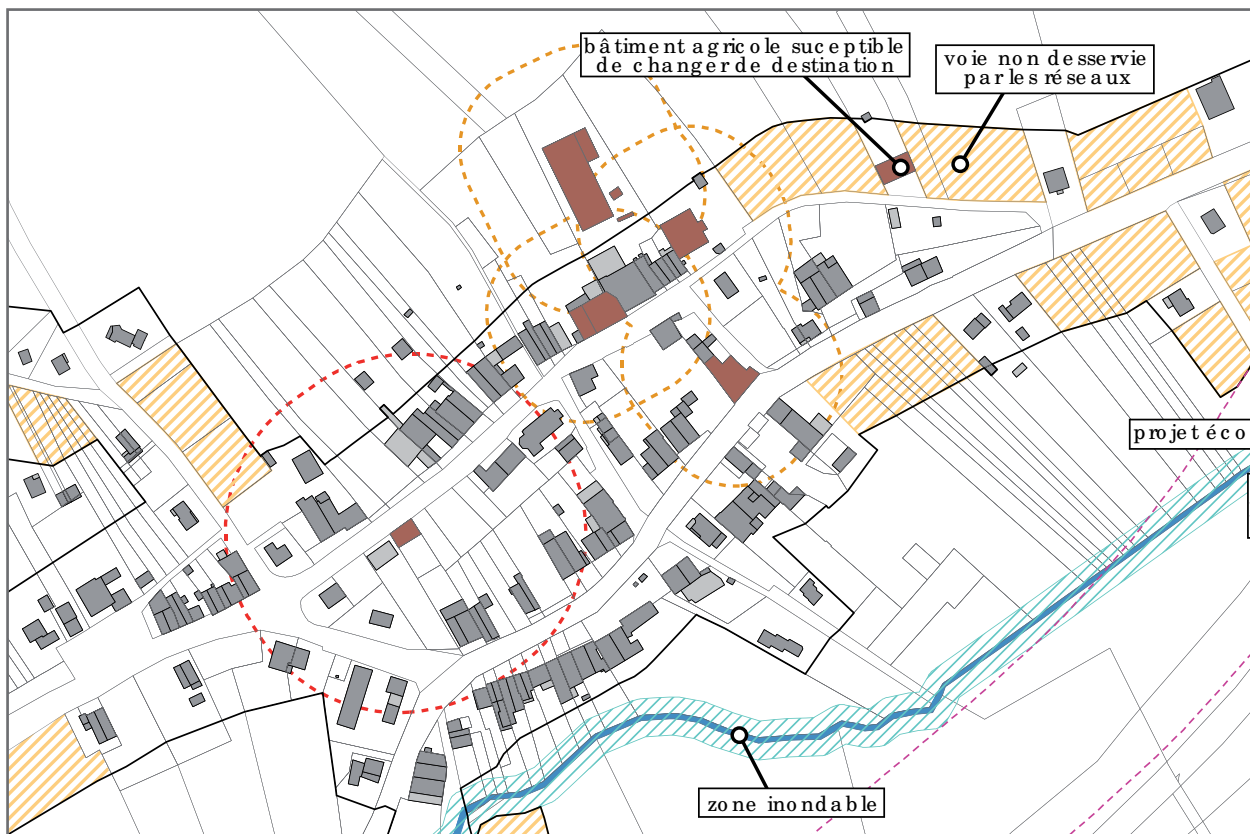 bâtiment agricole suceptible
de changer de destination
voie non desservie
par les réseaux
projet éco
zone inondable